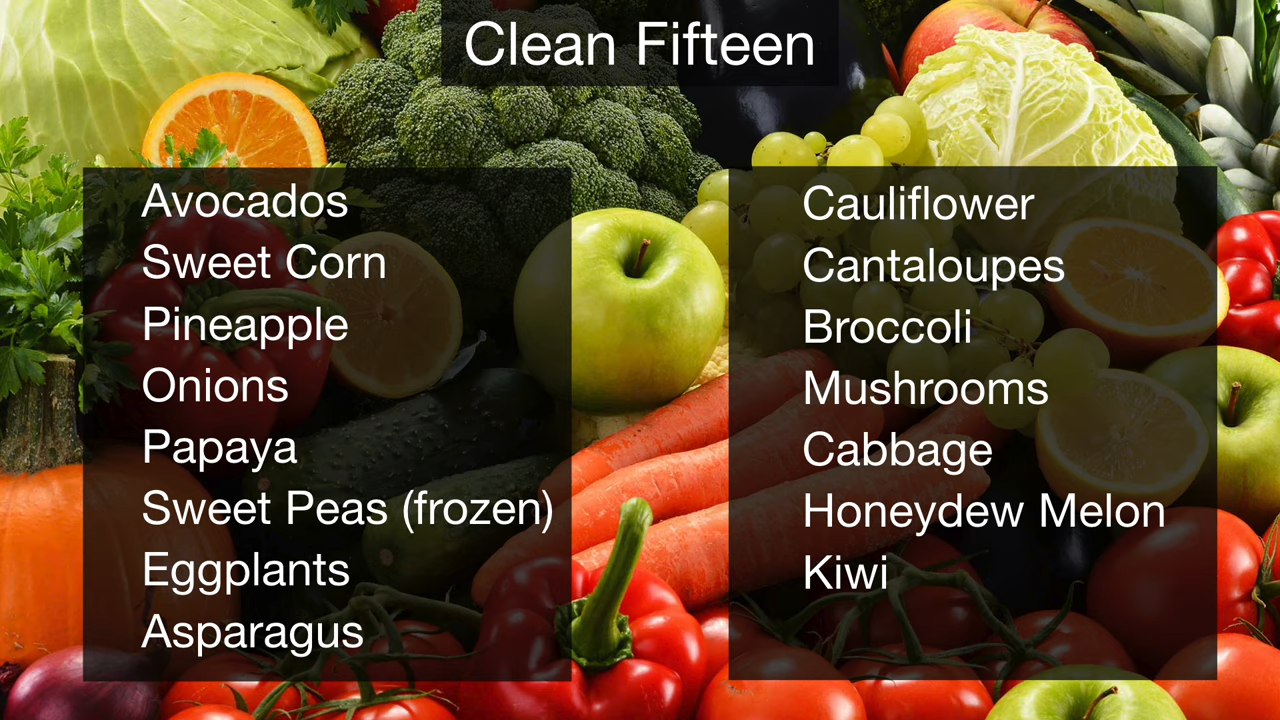 Clean Fifteen
Avocados
Sweet Corn
Pineapple
Onions
Papaya
Sweet Peas (frozen)
Eggplants
Asparagus
Cauliflower
Cantaloupes
Broccoli
Mushrooms
Cabbage
Honeydew Melon
Kiwi